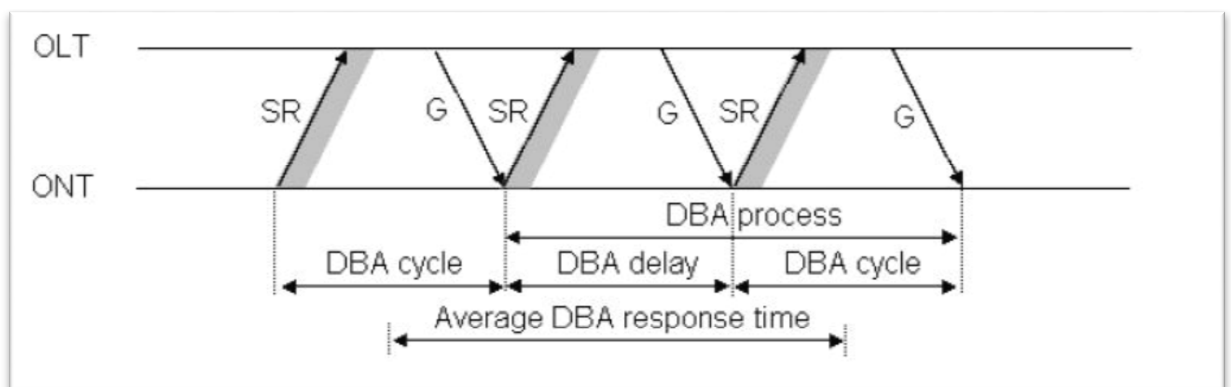 OLT
SR G SR G SR G
ONT
DBA process
DBA cycle DBA delay DBA cycle
Average DBA response time